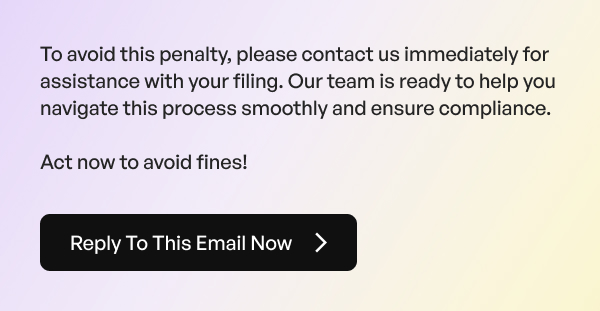 To avoid this penalty, please contact us immediately for
assistance with your filing. Our team is ready to help you
navigate this process smoothly and ensure compliance.
Act now to avoid fines!
Reply To This Email Now